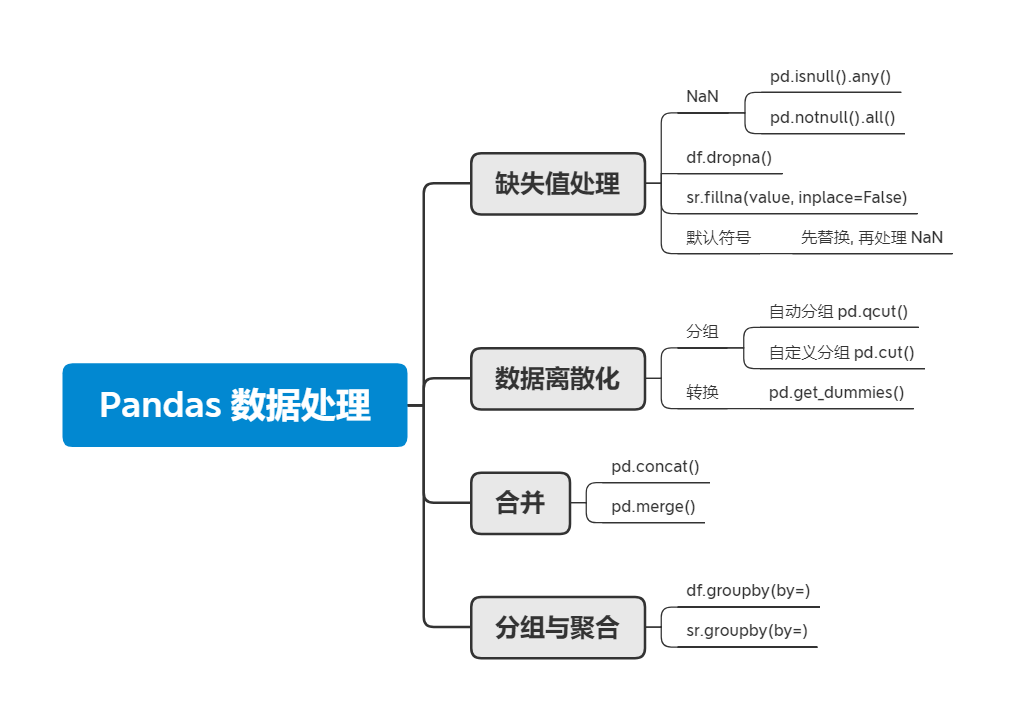 Pandas 数据处理
缺失值处理
NaN
pd.isnull().any()
pd.notnull().all()
df.dropna()
sr.fillna(value, inplace=False)
默认符号
先替换, 再处理 NaN
数据离散化
分组
自动分组 pd.qcut()
自定义分组 pd.cut()
转换
pd.get_dummies()
合并
pd.concat()
pd.merge()
分组与聚合
df.groupby(by=)
sr.groupby(by=)